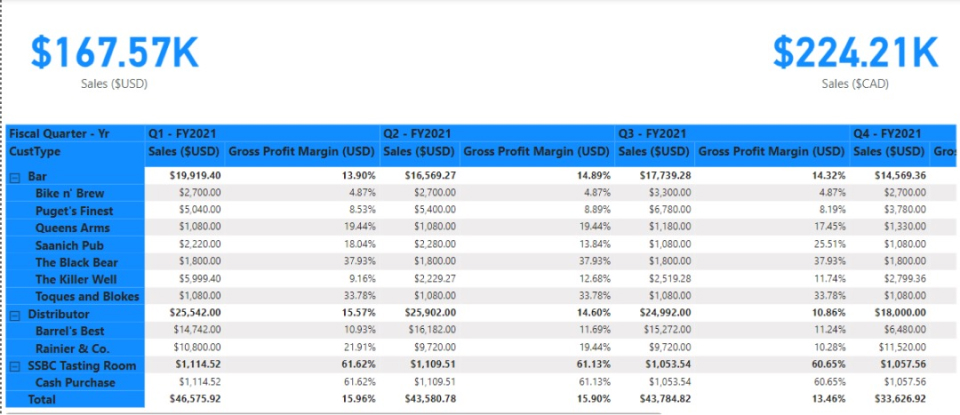 $167.57K $224.21K
Sales ($USD) Sales ($CAD)
Fiscal Quarter - Yr Q1 - FY2021 Q2 - FY2021 Q3 - FY2021 Q4 - FY2021
CustType Sales ($USD) Gross Profit Margin (USD) Sales ($USD) Gross Profit Margin (USD) Sales ($USD) Gross Profit Margin (USD) Sales ($USD) Gros
Bar $19,919.40 13.90% $16,569.27 14.89% $17,739.28 14.32% $14,569.36
Bike n' Brew $2,700.00 4.87% $2,700.00 4.87% $3,300.00 4.87% $2,700.00
Puget's Finest $5,040.00 8.53% $5,400.00 8.89% $6,780.00 8.19% $3,780.00
Queens Arms $1,080.00 19.44% $1,080.00 19.44% $1,180.00 17.45% $1,330.00
Saanich Pub $2,220.00 18.04% $2,280.00 13.84% $1,080.00 25.51% $1,080.00
The Black Bear $1,800.00 37.93% $1,800.00 37.93% $1,800.00 37.93% $1,800.00
The Killer Well $5,999.40 9.16% $2,229.27 12.68% $2,519.28 11.74% $2,799.36
Toques and Blokes $1,080.00 33.78% $1,080.00 33.78% $1,080.00 33.78% $1,080.00
Distributor $25,542.00 15.57% $25,902.00 14.60% $24,992.00 10.86% $18,000.00
Barrel's Best $14,742.00 10.93% $16,182.00 11.69% $15,272.00 11.24% $6,480.00
Rainier & Co. $10,800.00 21.91% $9,720.00 19.44% $9,720.00 10.28% $11,520.00
SSBC Tasting Room $1,114.52 61.62% $1,109.51 61.13% $1,053.54 60.65% $1,057.56
Cash Purchase $1,114.52 61.62% $1,109.51 61.13% $1,053.54 60.65% $1,057.56
Total $46,575.92 15.96% $43,580.78 15.90% $43,784.82 13.46% $33,626.92